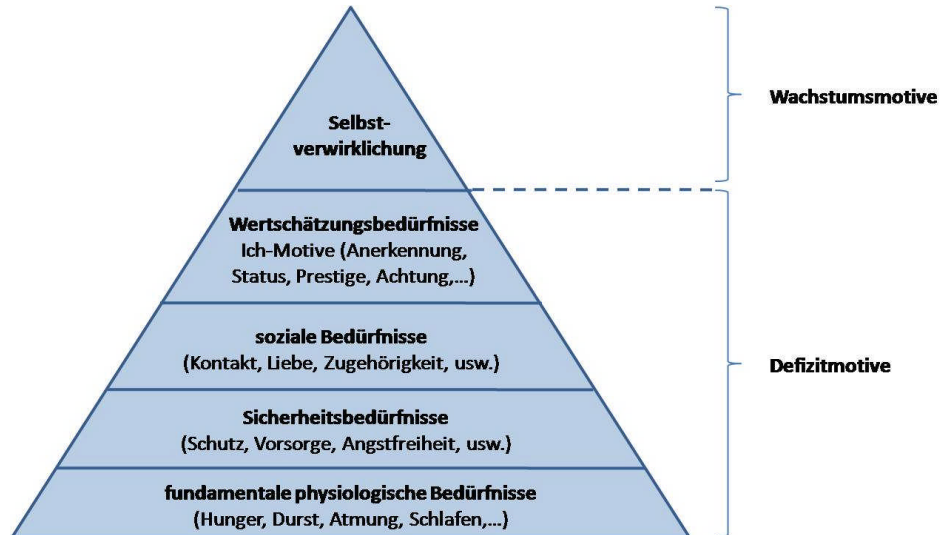 Selbst-
verwirklichung
Wachstumsmotive
Wertschätzungsbedürfnisse
Ich-Motive (Anerkennung,
Status, Prestige, Achtung,...)
soziale Bedürfnisse
(Kontakt, Liebe, Zugehörigkeit, usw.)
Defizitmotive
Sicherheitsbedürfnisse
(Schutz, Vorsorge, Angstfreiheit, usw.)
fundamentale physiologische Bedürfnisse
(Hunger, Durst, Atmung, Schlafen,...)